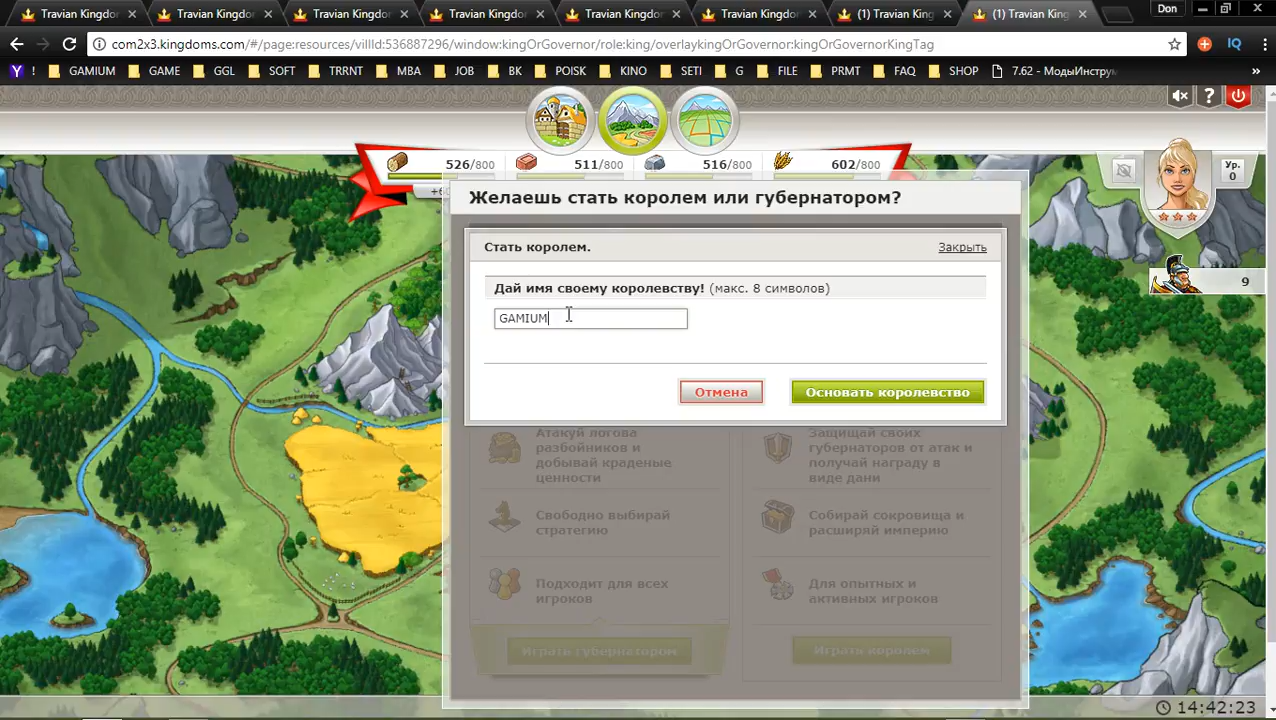 Travian Kingdo
Travian Kingdo
Travian Kingdo
Travian Kingdo
Travian Kingdo
Travian Kingdo
(1) Travian King
(1) Travian King
Don
com2x3.kingdoms.com/#/page:resources/villId:536887296/window:kingOrGovernor/role:king/overlaykingOrGovernor:kingOrGovernorKingTag
IQ
Y !
GAMIUM
GAME
GGL
SOFT
TRRNT
MBA
JOB
BK
POISK
KINO
SETI
G
FILE
PRMT
FAQ
SHOP
7.62 - МодыИнструм
»
?
526/800
511/800
516/800
602/800
Ур.
0
9
Желаешь стать королем или губернатором?
Стать королем.
Закрыть
Дай имя своему королевству! (макс. 8 символов)
GAMIUM
Отмена
Основать королевство
Атакуй логова
разбойников и
добывай краденые
ценности
Защищай своих
губернаторов от атак и
получай награду в
виде дани
Свободно выбирай
стратегию
Собирай сокровища и
расширяй империю
Подходит для всех
игроков
Для опытных и
активных игроков
Играть губернатором
Играть королем
14:42:23